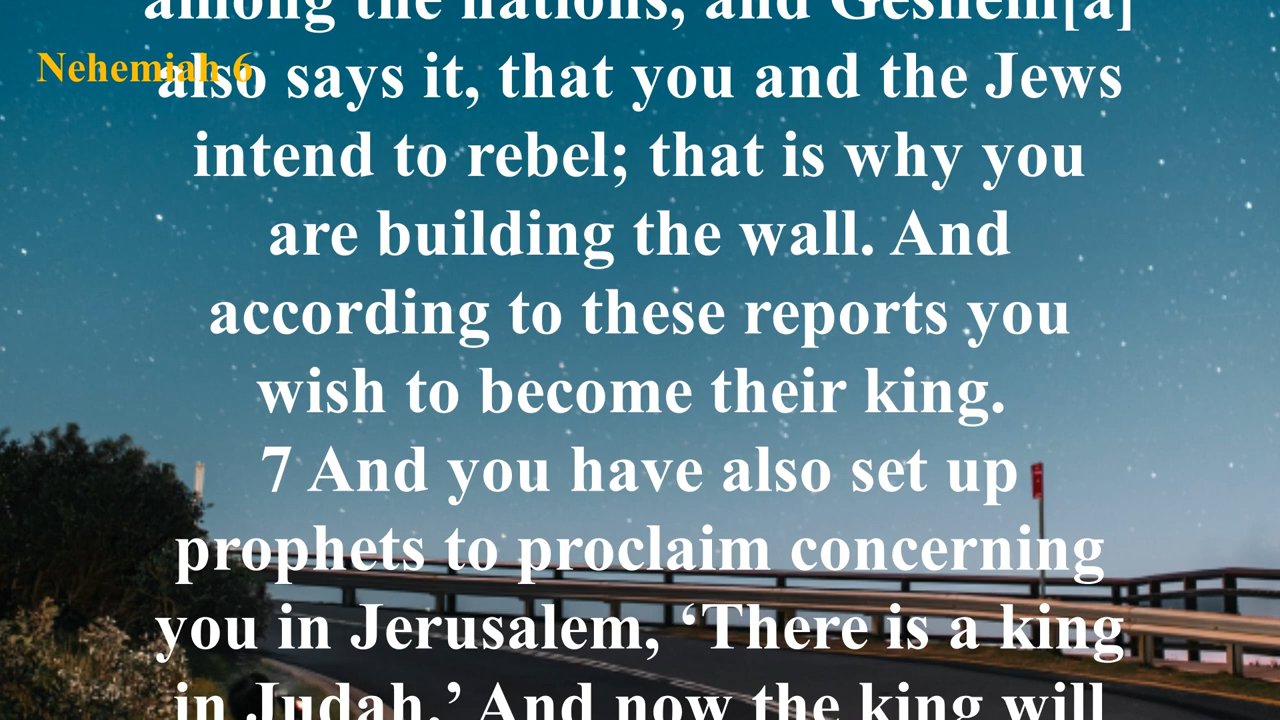 among the nations, and Geshem[a]
Nehemiah 6
also says it, that you and the Jews
intend to rebel; that is why you
are building the wall. And
according to these reports you
wish to become their king.
7 And you have also set up
prophets to proclaim concerning
you in Jerusalem, ‘There is a king
in Judah.’ And now the king will